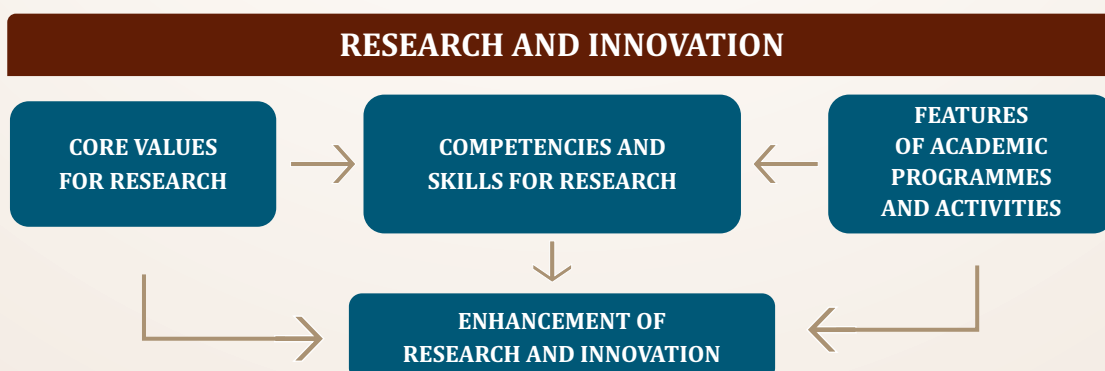 RESEARCH AND INNOVATION
CORE VALUES
FOR RESEARCH
COMPETENCIES AND
SKILLS FOR RESEARCH
FEATURES
OF ACADEMIC
PROGRAMMES
AND ACTIVITIES
ENHANCEMENT OF
RESEARCH AND INNOVATION